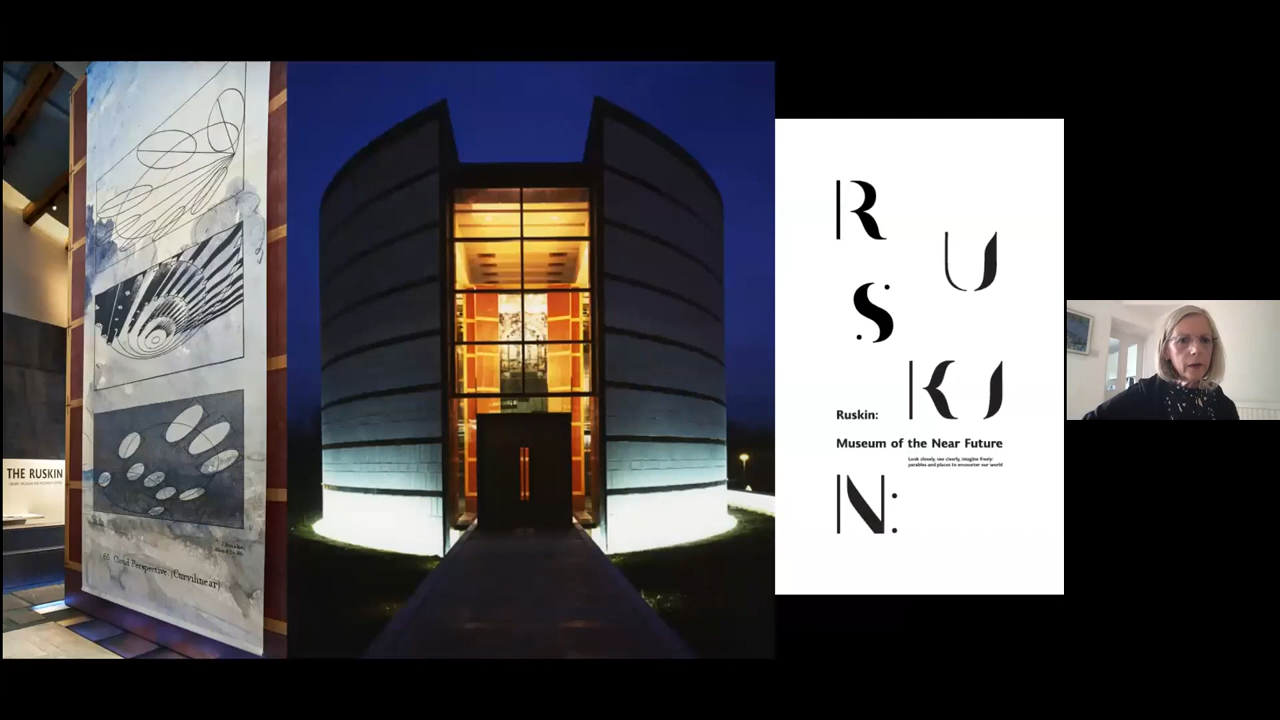 THE RUSKIN
66 Cloud Perspective: (Curvilinear)
R
U
S
KI
Ruskin:
Museum of the Near Future
Look closely, see clearly, imagine freely:
parables and places to encounter our world
N: